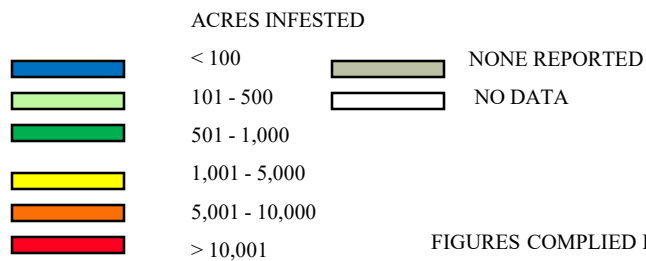 ACRES INFESTED
< 100
NONE REPORTED
101 - 500
NO DATA
501 - 1,000
1,001 - 5,000
5,001 - 10,000
> 10,001
FIGURES COMPLIED